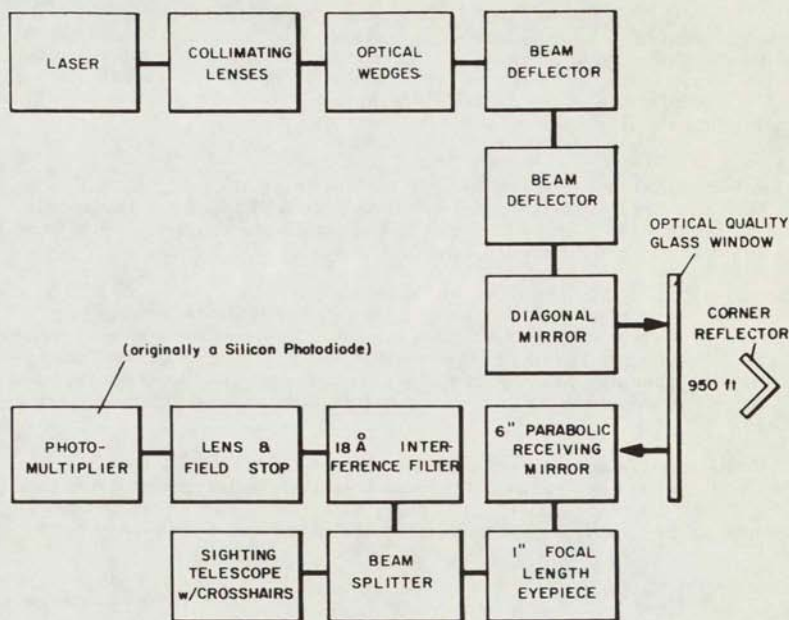 LASER
COLLIMATING
LENSES
OPTICAL
WEDGES
BEAM
DEFLECTOR
BEAM
DEFLECTOR
OPTICAL QUALITY
GLASS WINDOW
DIAGONAL
MIRROR
CORNER
REFLECTOR
950 ft
(originally a Silicon Photodiode)
PHOTO-
MULTIPLIER
LENS &
FIELD STOP
18 Å INTER-
FERENCE FILTER
6" PARABOLIC
RECEIVING
MIRROR
SIGHTING
TELESCOPE
w/CROSSHAIRS
BEAM
SPLITTER
1" FOCAL
LENGTH
EYEPIECE